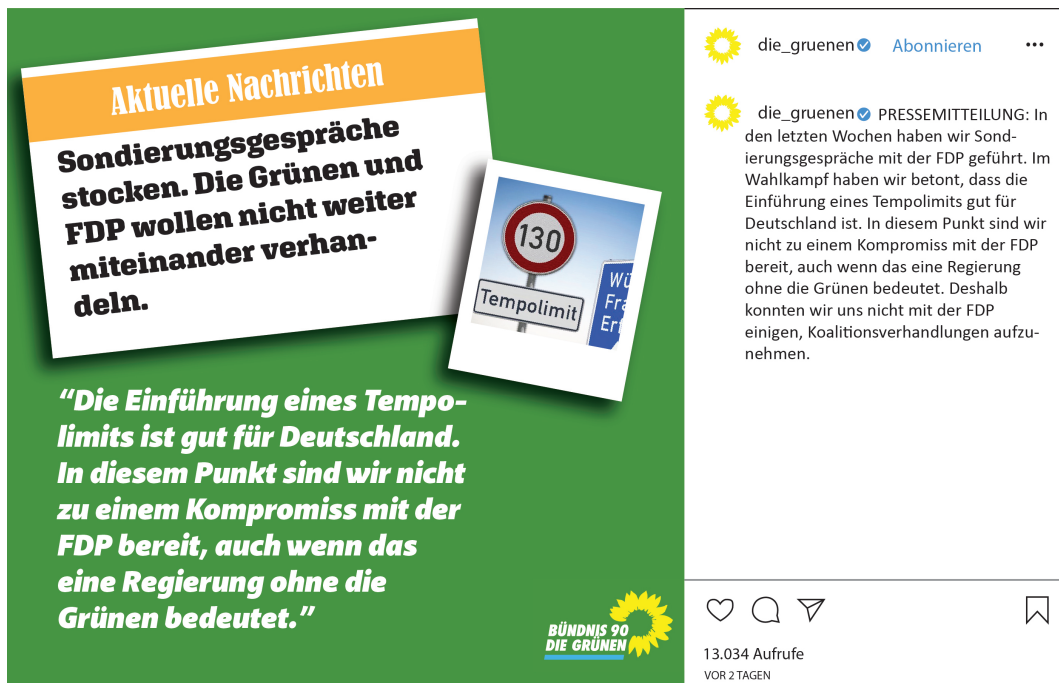 Aktuelle Nachrichten
Sondierungsgespräche
stocken. Die Grünen und
FDP wollen nicht weiter
miteinander verhan-
deln.
130
Tempolimit
Wü
Fra
Erf
“Die Einführung eines Tempo-
limits ist gut für Deutschland.
In diesem Punkt sind wir nicht
zu einem Kompromiss mit der
FDP bereit, auch wenn das
eine Regierung ohne die
Grünen bedeutet.”
BÜNDNIS 90
DIE GRÜNEN
die_gruenen Abonnieren
die_gruenen PRESSEMITTEILUNG: In
den letzten Wochen haben wir Sond-
ierungsgespräche mit der FDP geführt. Im
Wahlkampf haben wir betont, dass die
Einführung eines Tempolimits gut für
Deutschland ist. In diesem Punkt sind wir
nicht zu einem Kompromiss mit der FDP
bereit, auch wenn das eine Regierung
ohne die Grünen bedeutet. Deshalb
konnten wir uns nicht mit der FDP
einigen, Koalitionsverhandlungen aufzu-
nehmen.
13.034 Aufrufe
VOR 2 TAGEN